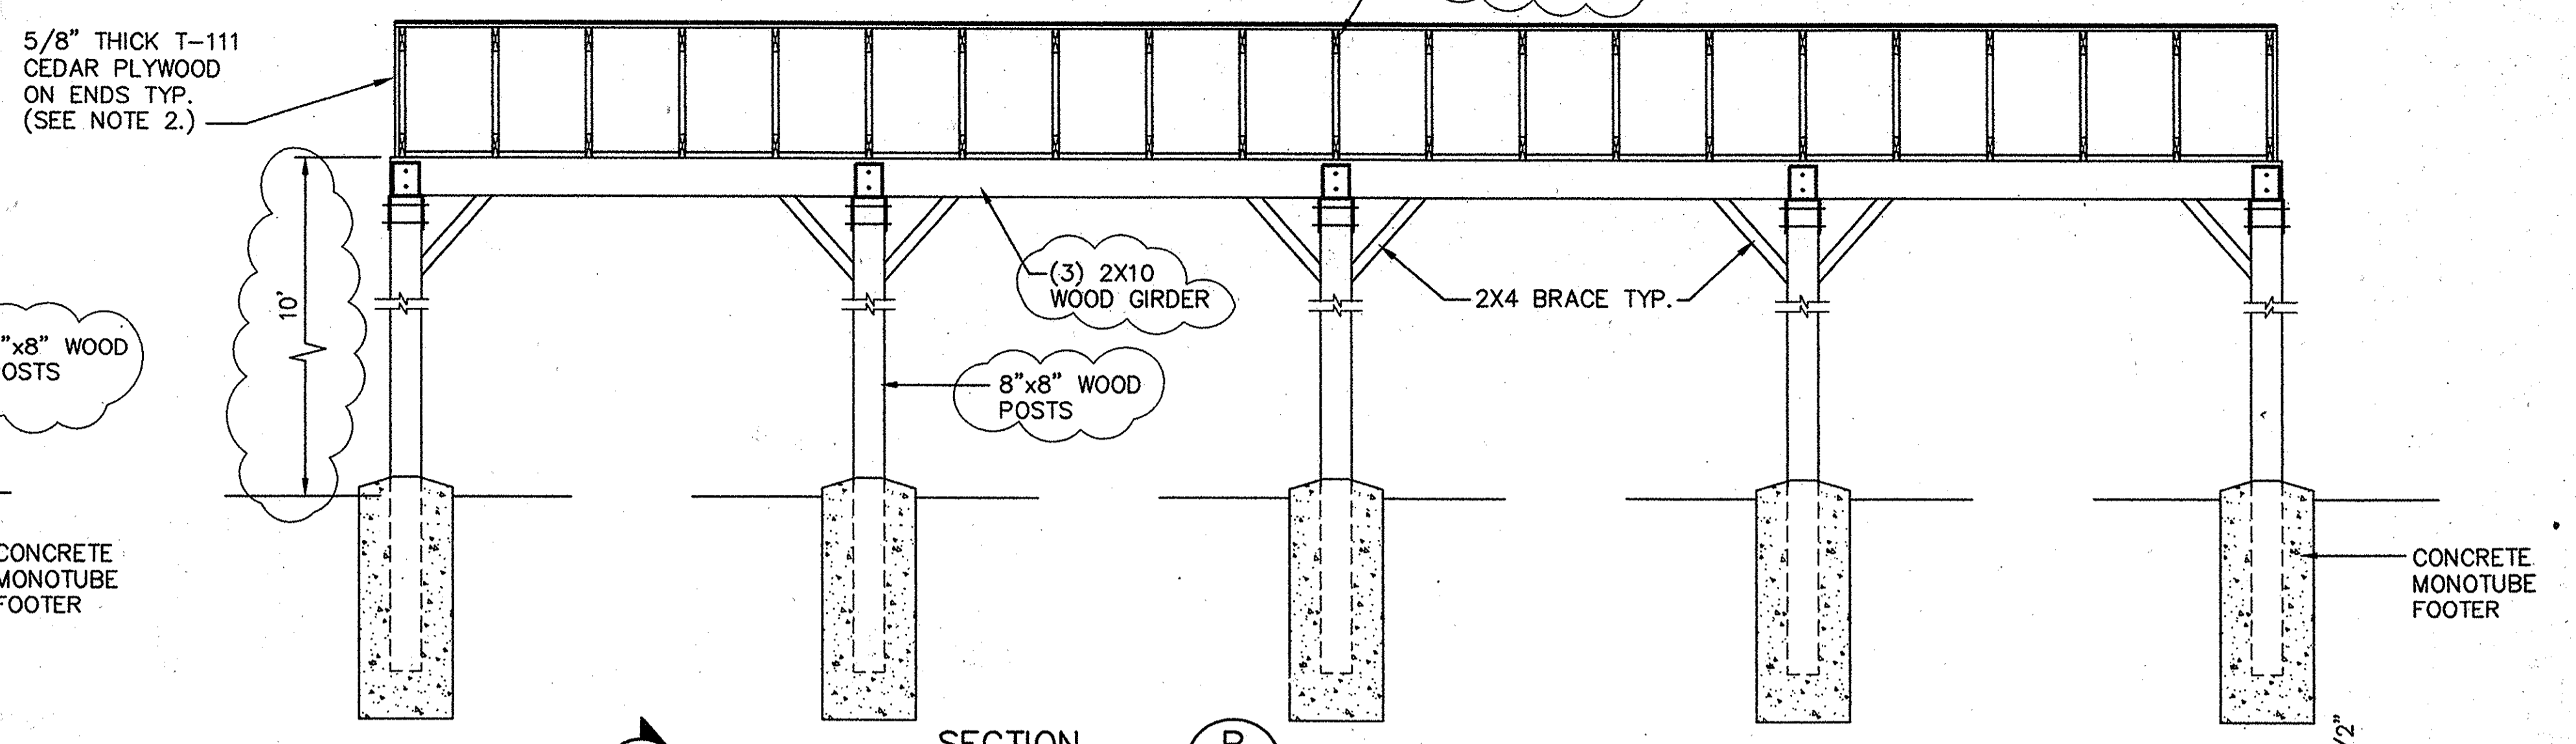 5/8" THICK T-111
CEDAR PLYWOOD
ON ENDS TYP.
(SEE NOTE 2.)
10'
"x8" WOOD
OSTS
(3) 2X10
WOOD GIRDER
2X4 BRACE TYP.
8"x8" WOOD
POSTS
CONCRETE
MONOTUBE
FOOTER
CONCRETE
MONOTUBE
FOOTER
SECTION
B
/2"